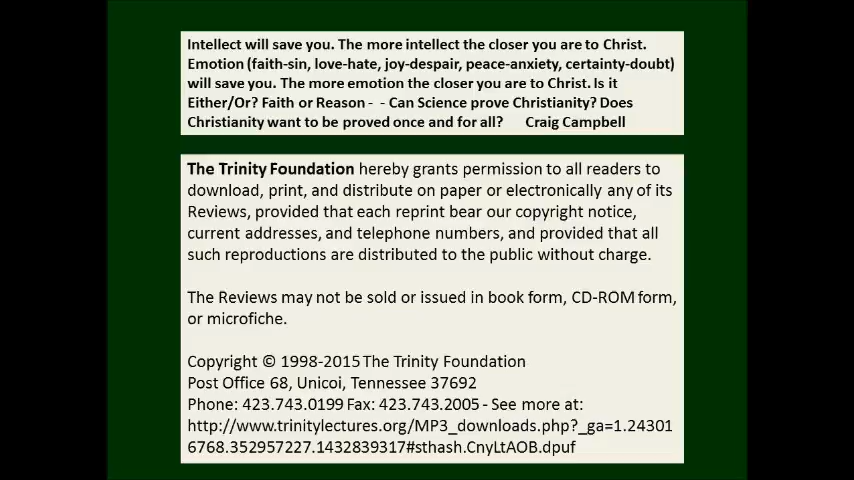 Intellect will save you. The more intellect the closer you are to Christ.
Emotion (faith-sin, love-hate, joy-despair, peace-anxiety, certainty-doubt)
will save you. The more emotion the closer you are to Christ. Is it
Either/Or? Faith or Reason - - Can Science prove Christianity? Does
Christianity want to be proved once and for all? Craig Campbell
The Trinity Foundation hereby grants permission to all readers to
download, print, and distribute on paper or electronically any of its
Reviews, provided that each reprint bear our copyright notice,
current addresses, and telephone numbers, and provided that all
such reproductions are distributed to the public without charge.
The Reviews may not be sold or issued in book form, CD-ROM form,
or microfiche.
Copyright © 1998-2015 The Trinity Foundation
Post Office 68, Unicoi, Tennessee 37692
Phone: 423.743.0199 Fax: 423.743.2005 - See more at:
http://www.trinitylectures.org/MP3_downloads.php?_ga=1.24301
6768.352957227.1432839317#sthash.CnyLtAOB.dpuf